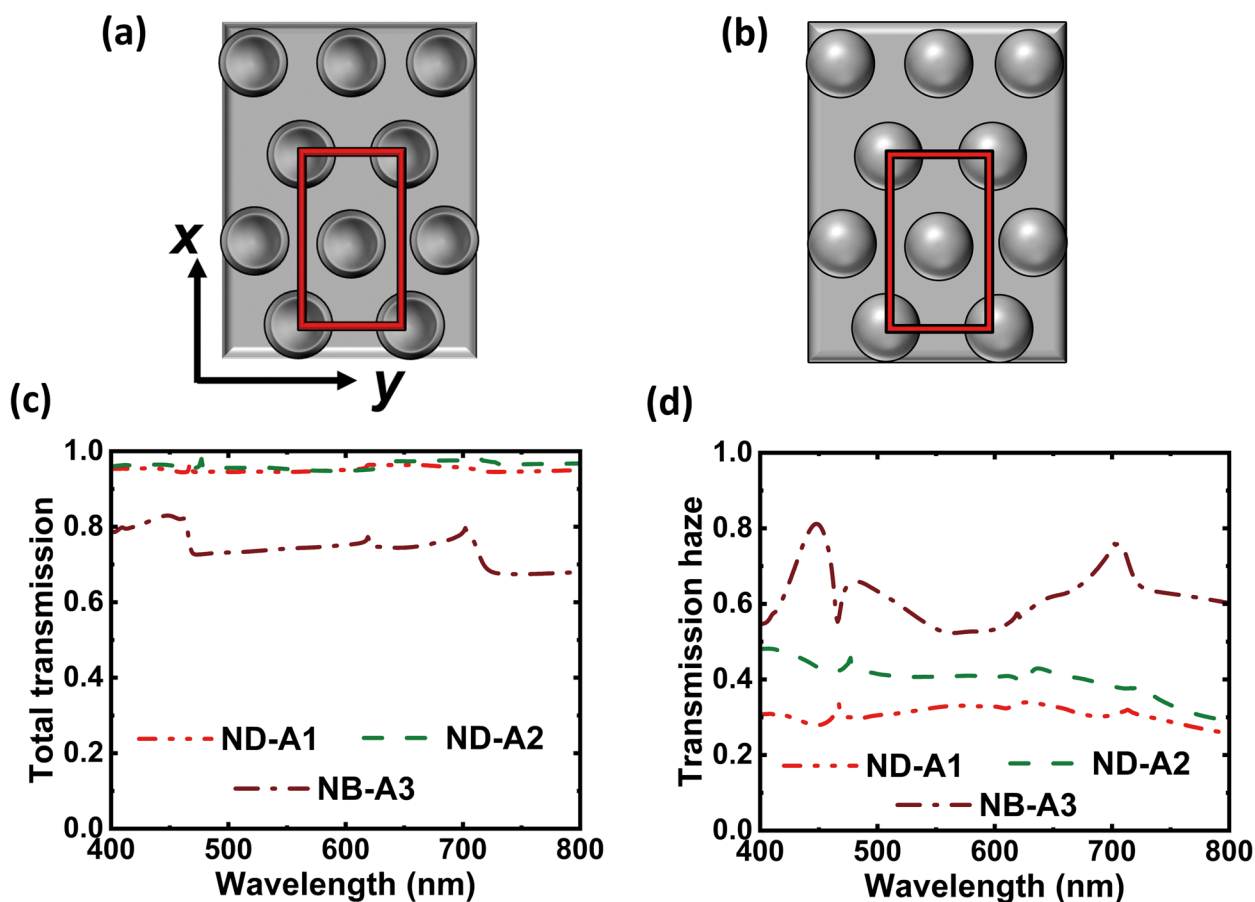 (a)
(b)
x
y
(c)
(d)
Total transmission
1.0
0.8
0.6
0.4
0.2
0.0
ND-A1
ND-A2
NB-A3
400 500 600 700 800
Wavelength (nm)
Transmission haze
1.0
0.8
0.6
0.4
0.2
0.0
ND-A1
ND-A2
NB-A3
400 500 600 700 800
Wavelength (nm)